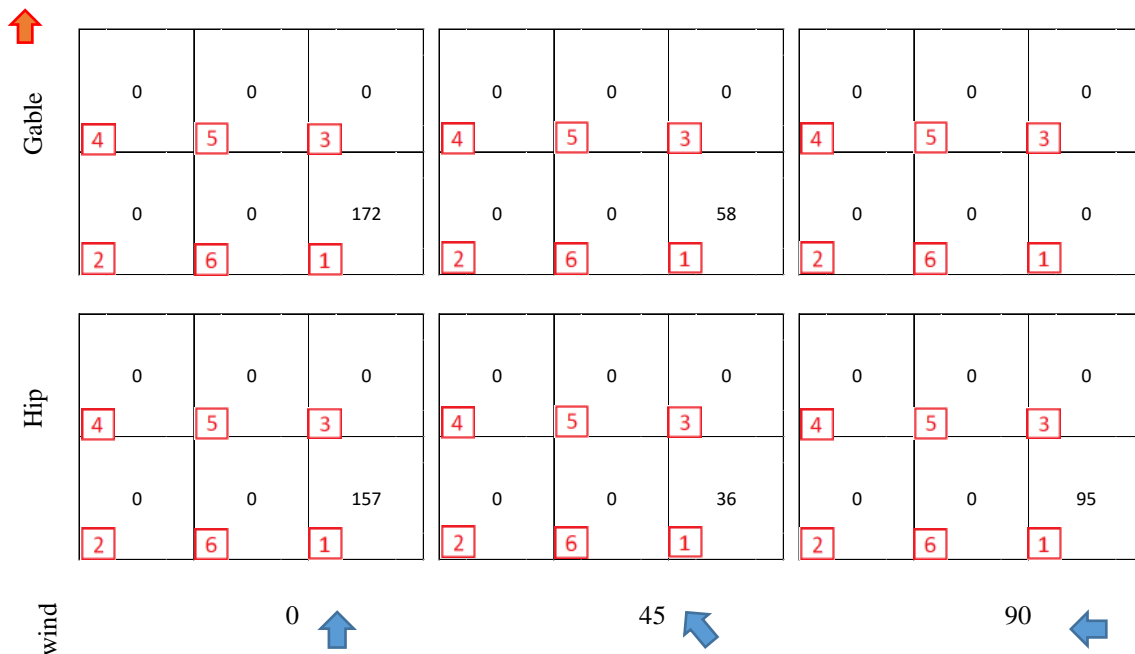 Gable
0 0 0 0 0 0 0 0 0
4 5 3 4 5 3 4 5 3
0 0 172 0 0 58 0 0 0
2 6 1 2 6 1 2 6 1
Hip
0 0 0 0 0 0 0 0 0
4 5 3 4 5 3 4 5 3
0 0 157 0 0 36 0 0 95
2 6 1 2 6 1 2 6 1
wind
0 45 90